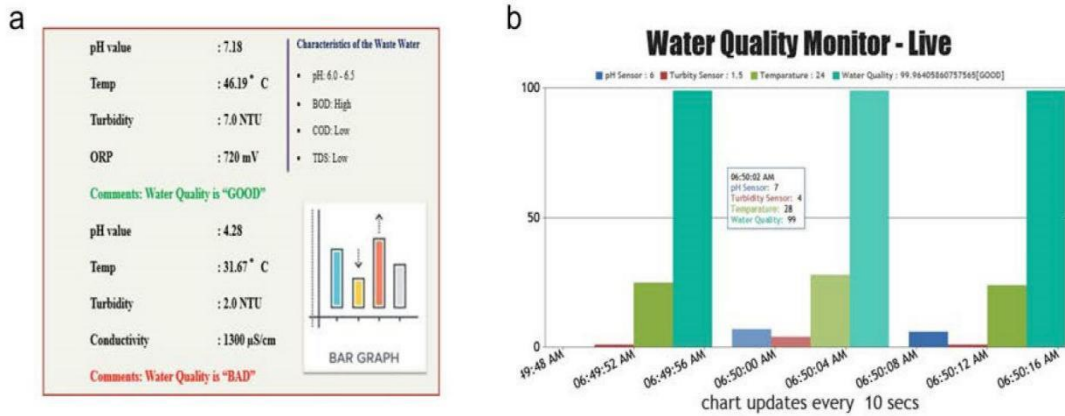 a
pH value : 7.18
Temp : 46.19° C
Turbidity : 7.0 NTU
ORP : 720 mV
Comments: Water Quality is “GOOD”
pH value : 4.28
Temp : 31.67° C
Turbidity : 2.0 NTU
Conductivity : 1300 µS/cm
Comments: Water Quality is “BAD”
Characteristics of the Waste Water
• pH: 6.0 - 6.5
• BOD: High
• COD: Low
• TDS: Low
BAR GRAPH
b
Water Quality Monitor - Live
pH Sensor : 6 Turbity Sensor : 1.5 Temparature : 24 Water Quality : 99.96405860757565[GOOD]
100
50
0
06:50:02 AM
pH Sensor: 7
Turbidity Sensor: 4
Temparature: 28
Water Quality: 99
49:48 AM
06:49:52 AM
06:49:56 AM
06:50:00 AM
06:50:04 AM
06:50:08 AM
06:50:12 AM
06:50:16 AM
chart updates every 10 secs